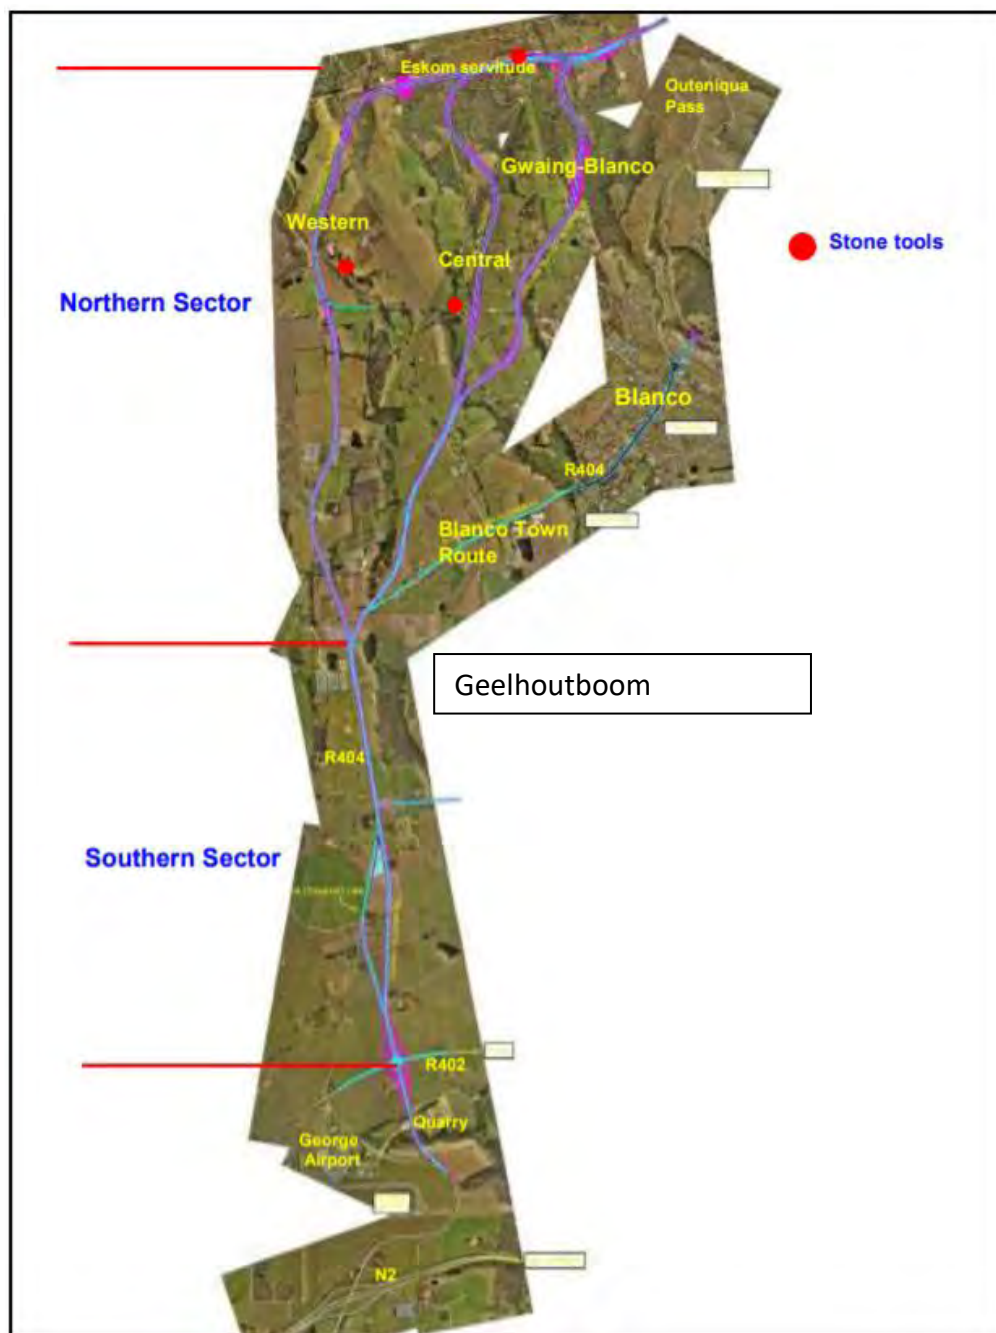 Eskom servitude
Outeniqua
Pass
Gwaing-Blanco
Western
Stone tools
Central
Northern Sector
Blanco
R404
Blanco Town
Route
Geelhoutboom
R404
Southern Sector
R402
Quarry
George
Airport
N2